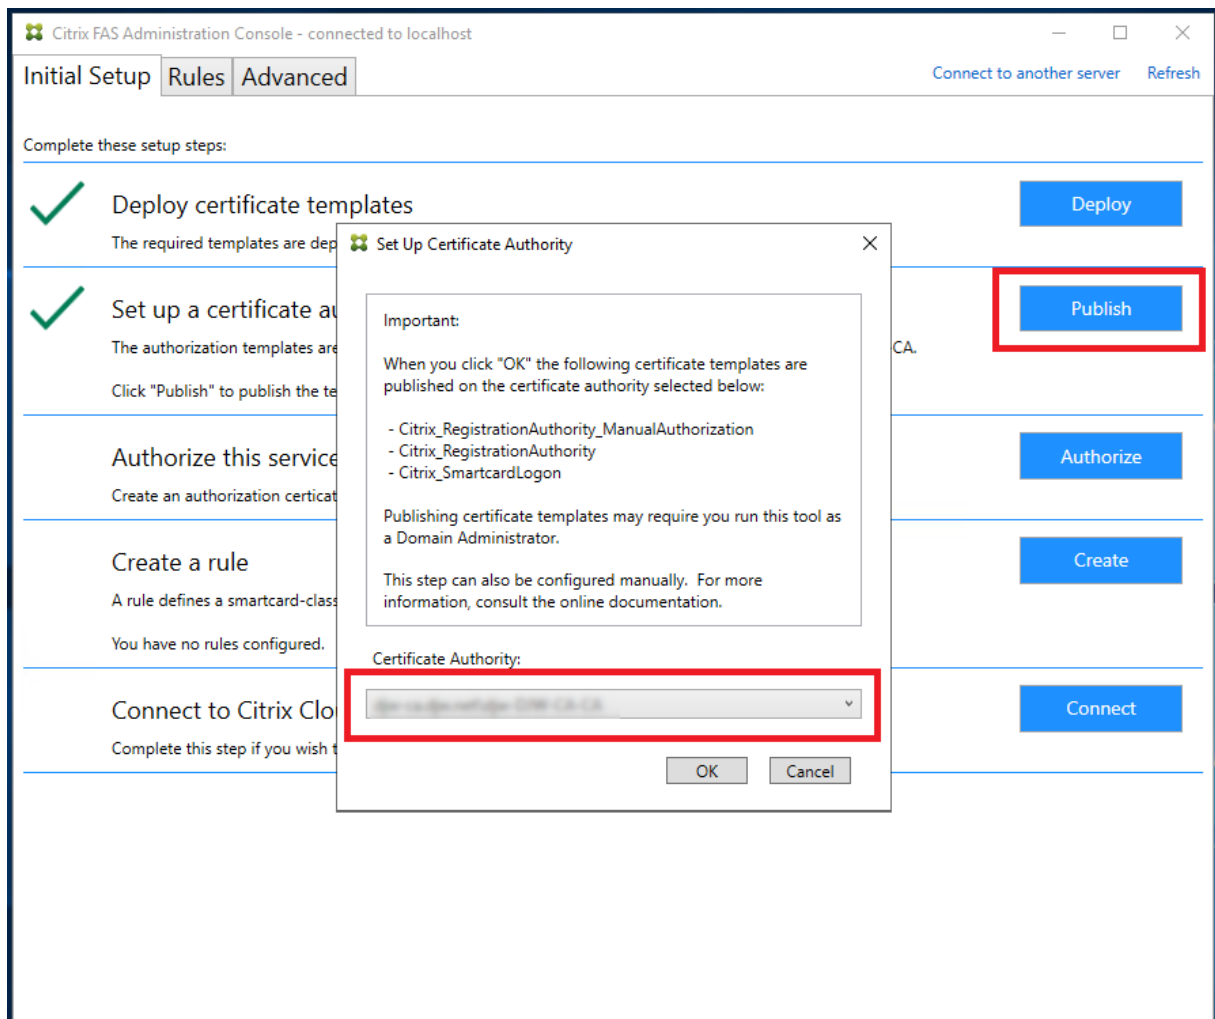 Citrix FAS Administration Console - connected to localhost
Initial Setup Rules Advanced
Connect to another server Refresh
Complete these setup steps:
Deploy certificate templates
Deploy
The required templates are dep
Set Up Certificate Authority
Set up a certificate au
Publish
The authorization templates are
CA.
Click "Publish" to publish the te
Important:
When you click "OK" the following certificate templates are
published on the certificate authority selected below:
- Citrix_RegistrationAuthority_ManualAuthorization
- Citrix_RegistrationAuthority
- Citrix_SmartcardLogon
Publishing certificate templates may require you run this tool as
a Domain Administrator.
This step can also be configured manually. For more
information, consult the online documentation.
Certificate Authority:
OK Cancel
Authorize this service
Authorize
Create an authorization certicat
Create a rule
Create
A rule defines a smartcard-class
You have no rules configured.
Connect to Citrix Clo
Connect
Complete this step if you wish t